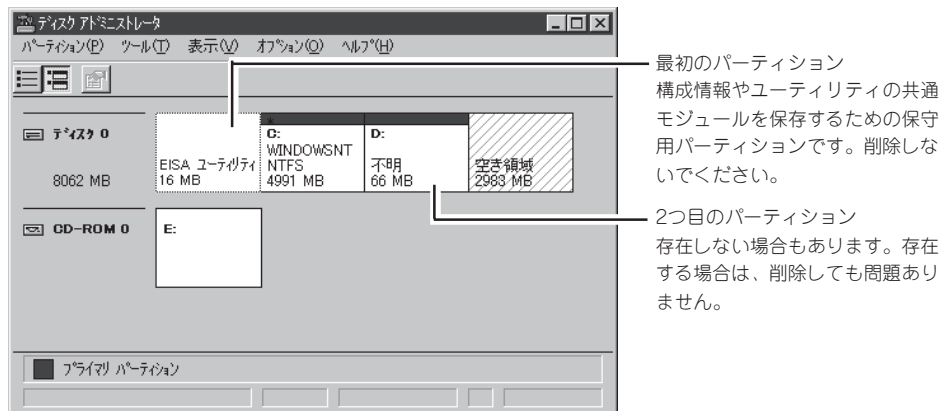 ディスク アドミニストレータ
パーティション(P) ツール(T) 表示(V) オプション(O) ヘルプ(H)
ディスク 0
8062 MB
EISA ユーティリティ
16 MB
*
C:
WINDOWSNT
NTFS
4991 MB
D:
不明
66 MB
空き領域
2983 MB
CD-ROM 0
E:
プライマリ パーティション
最初のパーティション
構成情報やユーティリティの共通
モジュールを保存するための保守
用パーティションです。削除しな
いでください。
2つ目のパーティション
存在しない場合もあります。存在
する場合は、削除しても問題あり
ません。